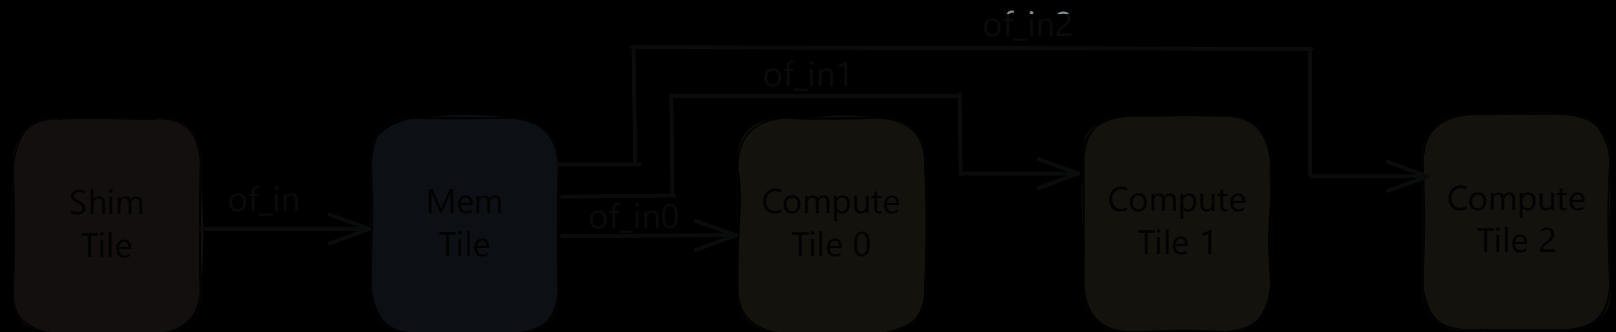 of_in2
of_in1
Shim
Tile
of_in
Mem
Tile
of_in0
Compute
Tile 0
Compute
Tile 1
Compute
Tile 2